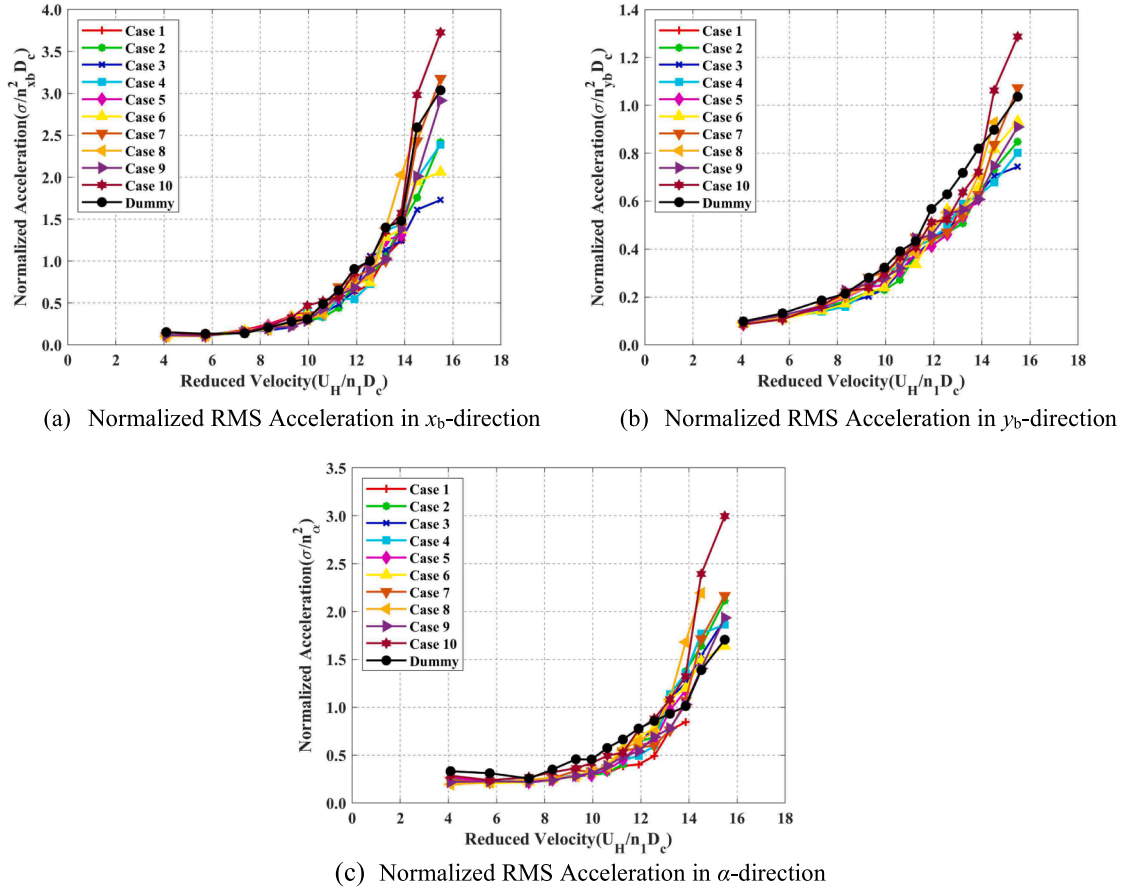 4.0
3.5
3.0
2.5
2.0
1.5
1.0
0.5
0.0
Normalized Acceleration(σ/n²xbDc)
Case 1
Case 2
Case 3
Case 4
Case 5
Case 6
Case 7
Case 8
Case 9
Case 10
Dummy
0 2 4 6 8 10 12 14 16 18
Reduced Velocity(UH/n1Dc)
(a) Normalized RMS Acceleration in xb-direction
1.4
1.2
1.0
0.8
0.6
0.4
0.2
0.0
Normalized Acceleration(σ/n²ybDc)
Case 1
Case 2
Case 3
Case 4
Case 5
Case 6
Case 7
Case 8
Case 9
Case 10
Dummy
0 2 4 6 8 10 12 14 16 18
Reduced Velocity(UH/n1Dc)
(b) Normalized RMS Acceleration in yb-direction
3.5
3.0
2.5
2.0
1.5
1.0
0.5
0.0
Normalized Acceleration(σ/n²α)
Case 1
Case 2
Case 3
Case 4
Case 5
Case 6
Case 7
Case 8
Case 9
Case 10
Dummy
0 2 4 6 8 10 12 14 16 18
Reduced Velocity(UH/n1Dc)
(c) Normalized RMS Acceleration in α-direction